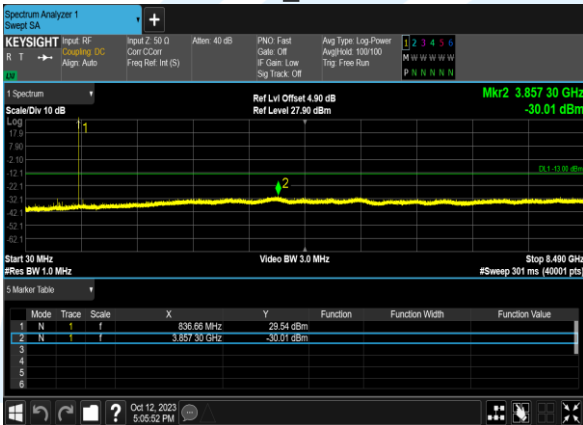 Spectrum Analyzer 1
Swept SA
+
KEYSIGHT Input: RF Input Z: 50 Ω Atten: 40 dB PNO: Fast Avg Type: Log-Power 1 2 3 4 5 6
R T Coupling: DC Corr CCorr Gate: Off Avg|Hold: 100/100 M W W W W W
Align: Auto Freq Ref: Int (S) IF Gain: Low Trig: Free Run
LU Sig Track: Off P N N N N N
1 Spectrum Ref Lvl Offset 4.90 dB Mkr2 3.857 30 GHz
Scale/Div 10 dB Ref Level 27.90 dBm -30.01 dBm
Log
17.9
7.90
-2.10
-12.1
-22.1
-32.1
-42.1
-52.1
-62.1
1
DL1 -13.00 dBm
2
Start 30 MHz Video BW 3.0 MHz Stop 8.490 GHz
#Res BW 1.0 MHz #Sweep 301 ms (40001 pts)
5 Marker Table
Mode Trace Scale X Y Function Function Width Function Value
1 N 1 f 836.66 MHz 29.54 dBm
2 N 1 f 3.857 30 GHz -30.01 dBm
3
4
5
6
? Oct 12, 2023
5:05:52 PM